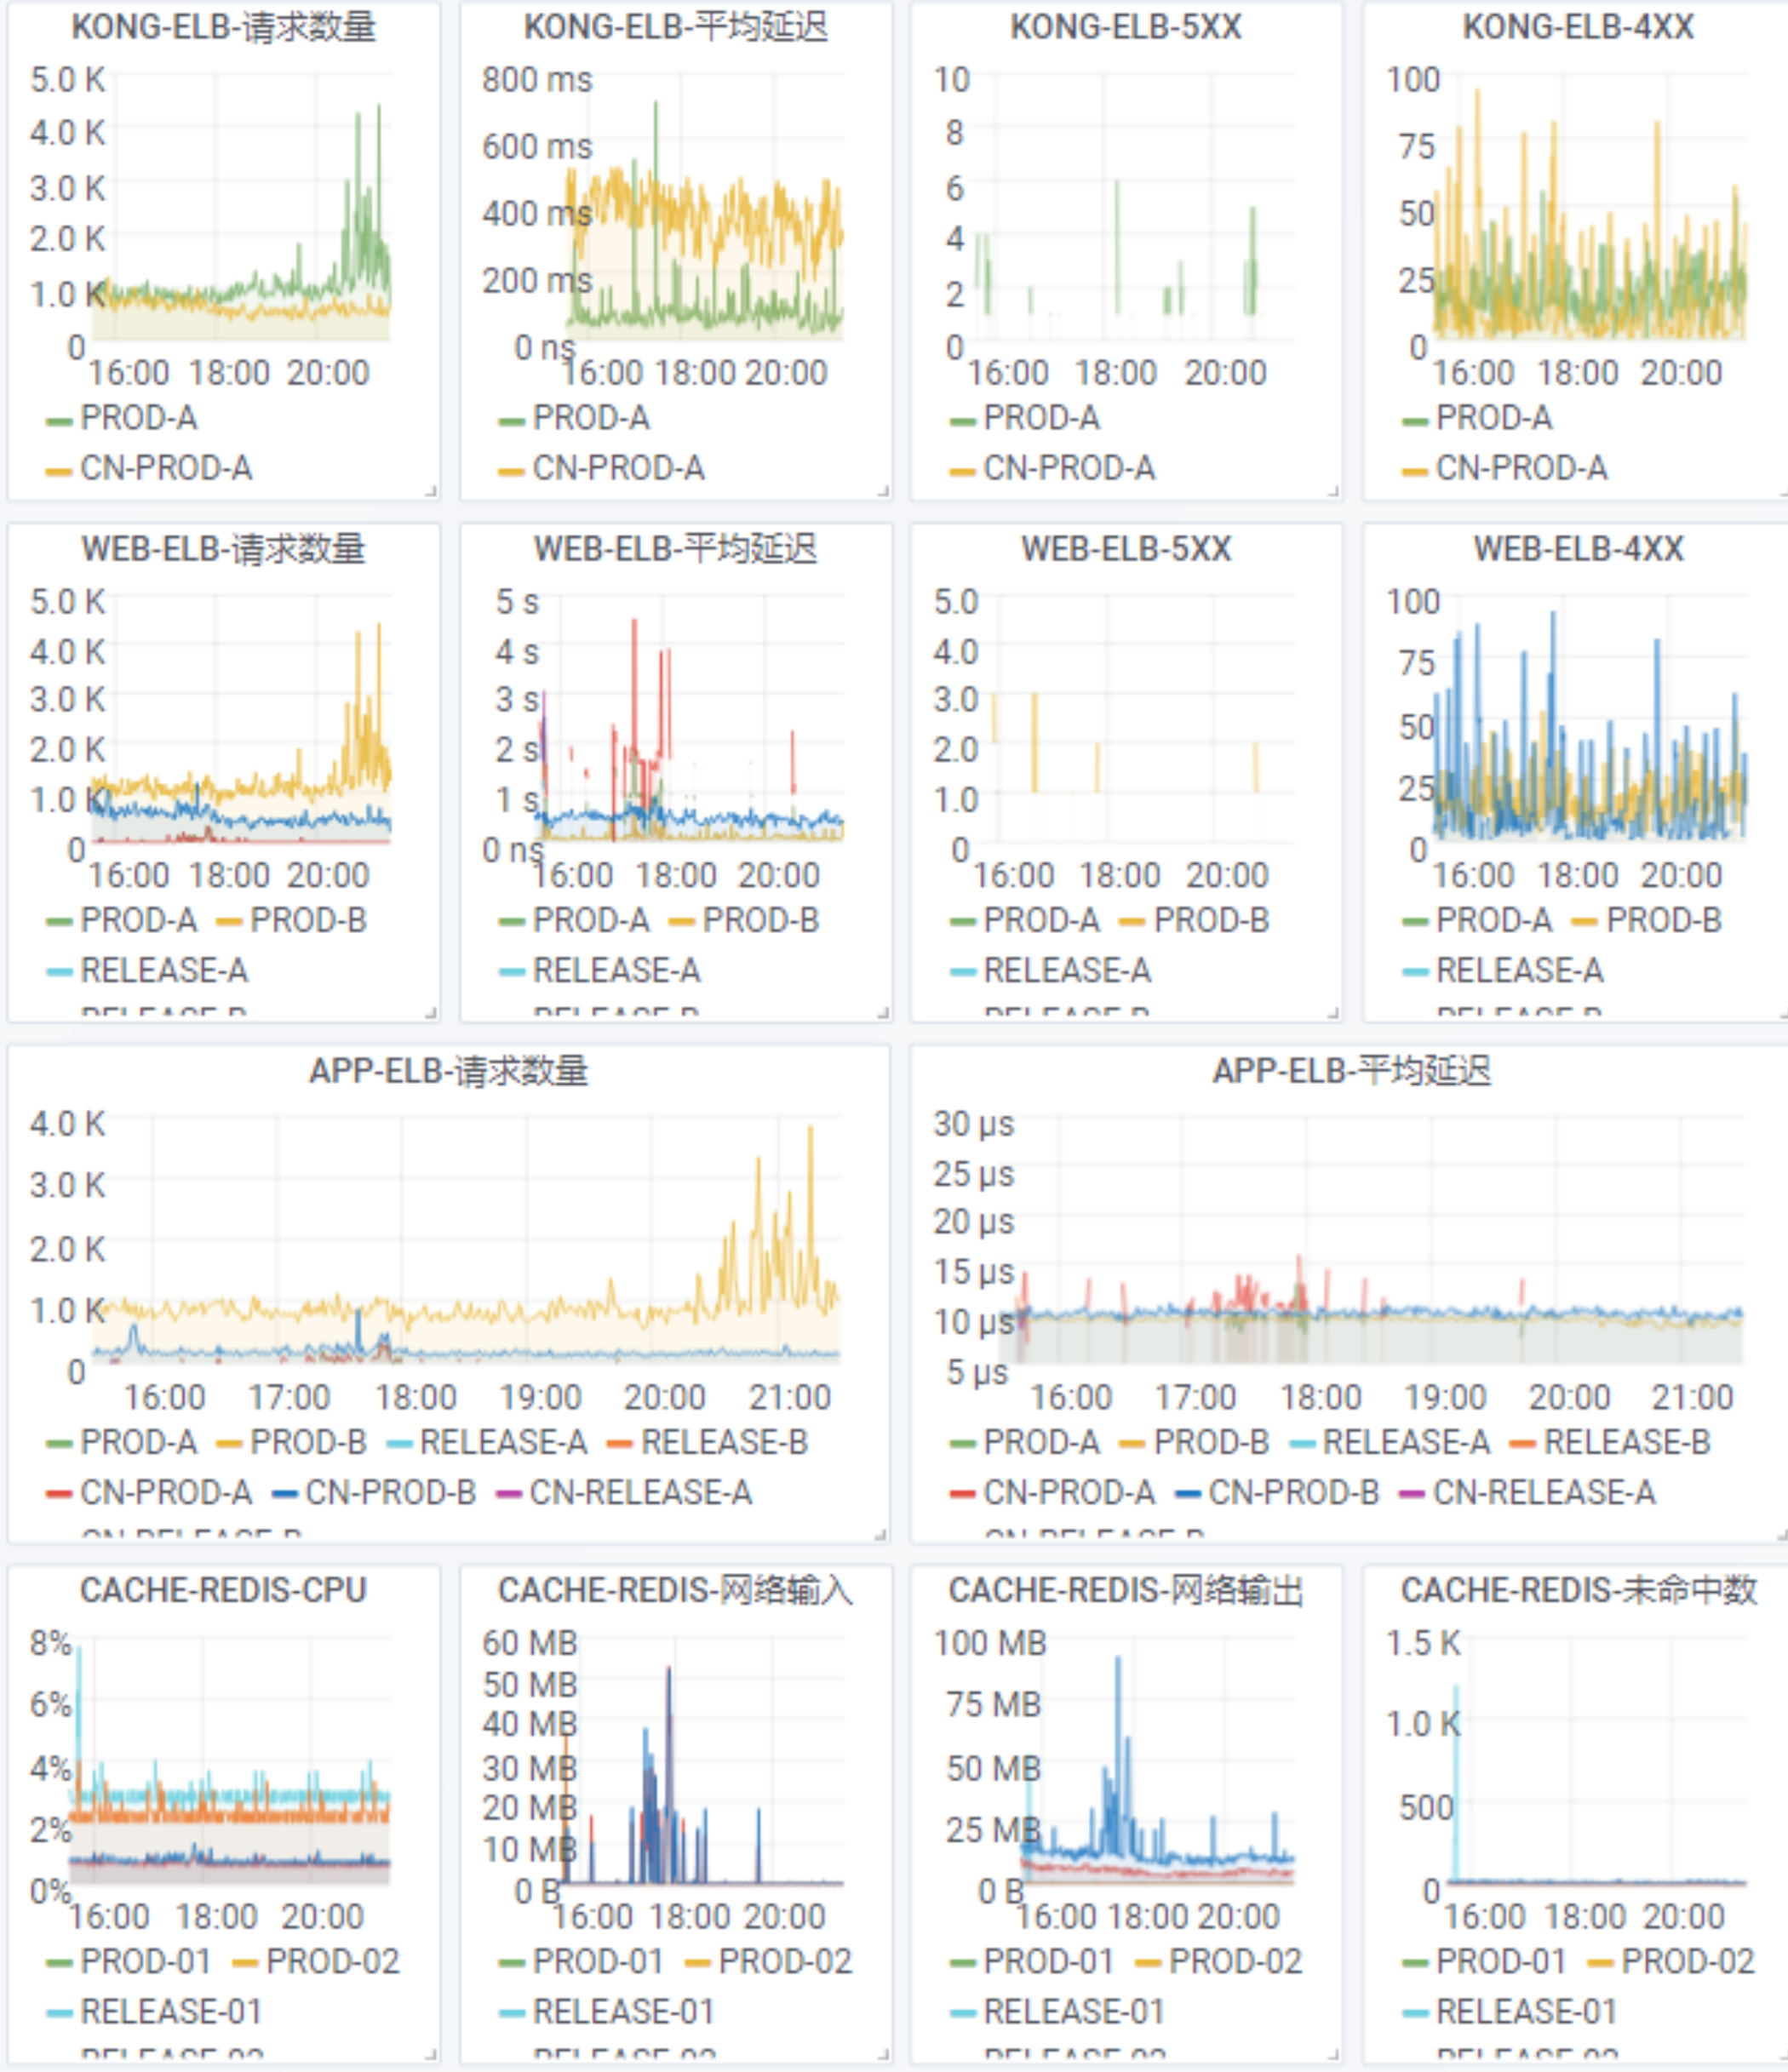 KONG-ELB-请求数量
5.0 K
4.0 K
3.0 K
2.0 K
1.0 K
0
16:00 18:00 20:00
PROD-A
CN-PROD-A
KONG-ELB-平均延迟
800 ms
600 ms
400 ms
200 ms
0 ns
16:00 18:00 20:00
PROD-A
CN-PROD-A
KONG-ELB-5XX
10
8
6
4
2
0
16:00 18:00 20:00
PROD-A
CN-PROD-A
KONG-ELB-4XX
100
75
50
25
0
16:00 18:00 20:00
PROD-A
CN-PROD-A
WEB-ELB-请求数量
5.0 K
4.0 K
3.0 K
2.0 K
1.0 K
0
16:00 18:00 20:00
PROD-A PROD-B
RELEASE-A
RELEASE-B
WEB-ELB-平均延迟
5 s
4 s
3 s
2 s
1 s
0 ns
16:00 18:00 20:00
PROD-A PROD-B
RELEASE-A
RELEASE-B
WEB-ELB-5XX
5.0
4.0
3.0
2.0
1.0
0
16:00 18:00 20:00
PROD-A PROD-B
RELEASE-A
RELEASE-B
WEB-ELB-4XX
100
75
50
25
0
16:00 18:00 20:00
PROD-A PROD-B
RELEASE-A
RELEASE-B
APP-ELB-请求数量
4.0 K
3.0 K
2.0 K
1.0 K
0
16:00 17:00 18:00 19:00 20:00 21:00
PROD-A PROD-B RELEASE-A RELEASE-B
CN-PROD-A CN-PROD-B CN-RELEASE-A
CN-RELEASE-B
APP-ELB-平均延迟
30 µs
25 µs
20 µs
15 µs
10 µs
5 µs
16:00 17:00 18:00 19:00 20:00 21:00
PROD-A PROD-B RELEASE-A RELEASE-B
CN-PROD-A CN-PROD-B CN-RELEASE-A
CN-RELEASE-B
CACHE-REDIS-CPU
8%
6%
4%
2%
0%
16:00 18:00 20:00
PROD-01 PROD-02
RELEASE-01
CACHE-REDIS-网络输入
60 MB
50 MB
40 MB
30 MB
20 MB
10 MB
0 B
16:00 18:00 20:00
PROD-01 PROD-02
RELEASE-01
CACHE-REDIS-网络输出
100 MB
75 MB
50 MB
25 MB
0 B
16:00 18:00 20:00
PROD-01 PROD-02
RELEASE-01
CACHE-REDIS-未命中数
1.5 K
1.0 K
500
0
16:00 18:00 20:00
PROD-01 PROD-02
RELEASE-01